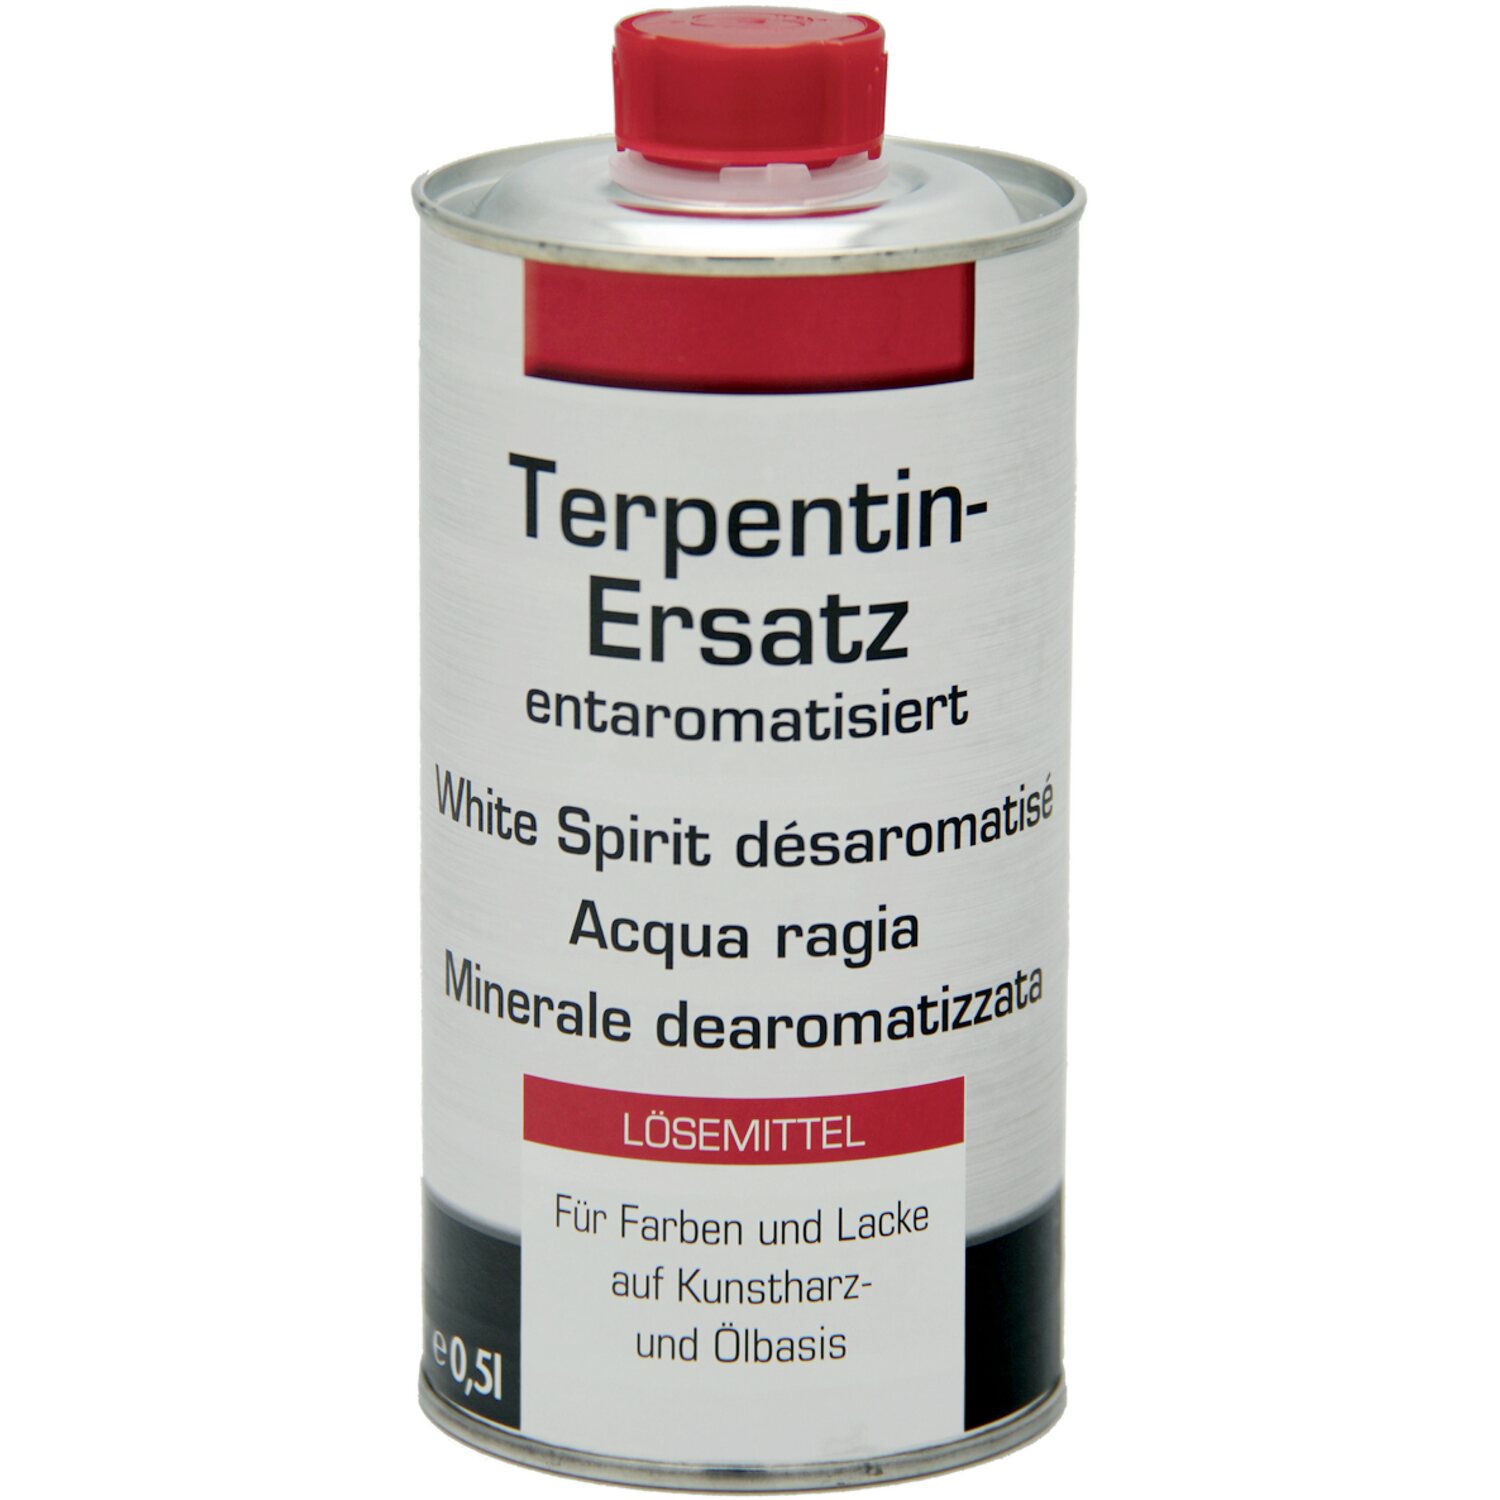 Terpentin-
Ersatz
entaromatisiert
White Spirit désaromatisé
Acqua ragia
Minerale dearomatizzata
LÖSEMITTEL
Für Farben und Lacke
auf Kunstharz-
und Ölbasis
e 0,5l